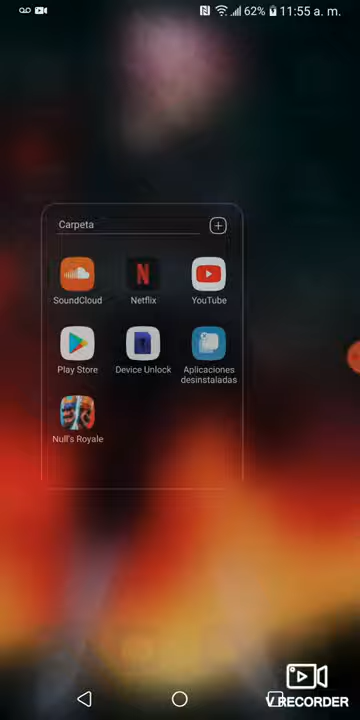 62% 11:55 a. m.
Carpeta
SoundCloud
Netflix
YouTube
Play Store
Device Unlock
Aplicaciones
desinstaladas
Null's Royale
V RECORDER